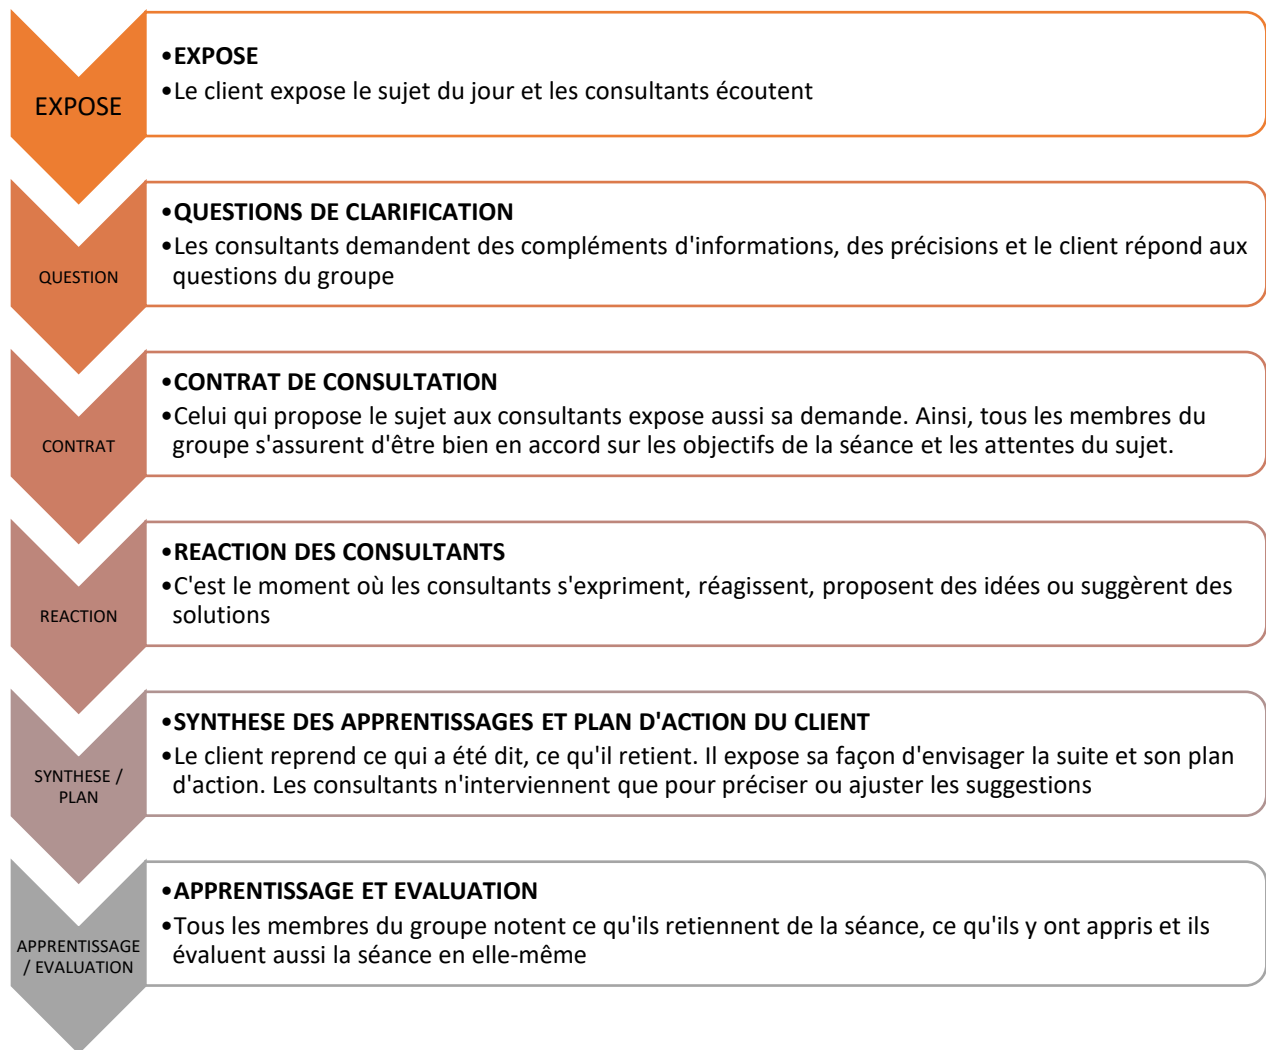 EXPOSE
•EXPOSE
•Le client expose le sujet du jour et les consultants écoutent
QUESTION
•QUESTIONS DE CLARIFICATION
•Les consultants demandent des compléments d'informations, des précisions et le client répond aux
questions du groupe
CONTRAT
•CONTRAT DE CONSULTATION
•Celui qui propose le sujet aux consultants expose aussi sa demande. Ainsi, tous les membres du
groupe s'assurent d'être bien en accord sur les objectifs de la séance et les attentes du sujet.
REACTION
•REACTION DES CONSULTANTS
•C'est le moment où les consultants s'expriment, réagissent, proposent des idées ou suggèrent des
solutions
SYNTHESE /
PLAN
•SYNTHESE DES APPRENTISSAGES ET PLAN D'ACTION DU CLIENT
•Le client reprend ce qui a été dit, ce qu'il retient. Il expose sa façon d'envisager la suite et son plan
d'action. Les consultants n'interviennent que pour préciser ou ajuster les suggestions
APPRENTISSAGE
/ EVALUATION
•APPRENTISSAGE ET EVALUATION
•Tous les membres du groupe notent ce qu'ils retiennent de la séance, ce qu'ils y ont appris et ils
évaluent aussi la séance en elle-même